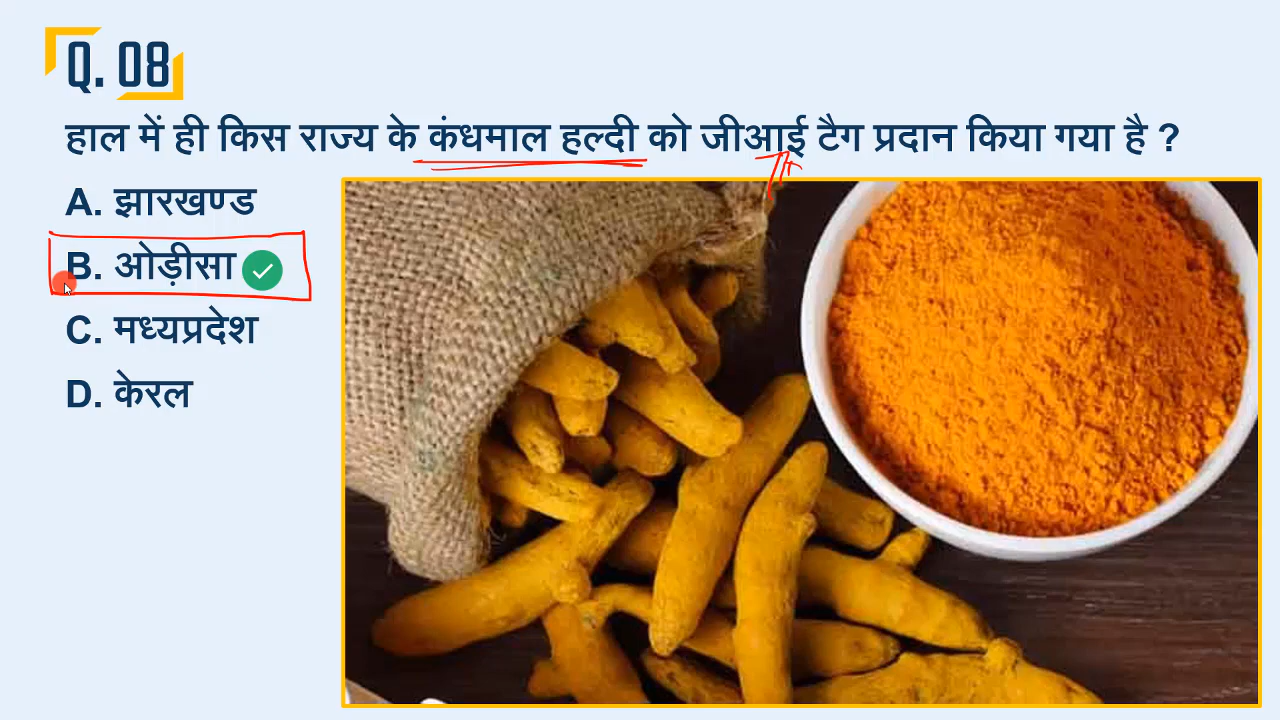 Q. 08
हाल में ही किस राज्य के कंधमाल हल्दी को जीआई टैग प्रदान किया गया है ?
A. झारखण्ड
B. ओड़ीसा
C. मध्यप्रदेश
D. केरल